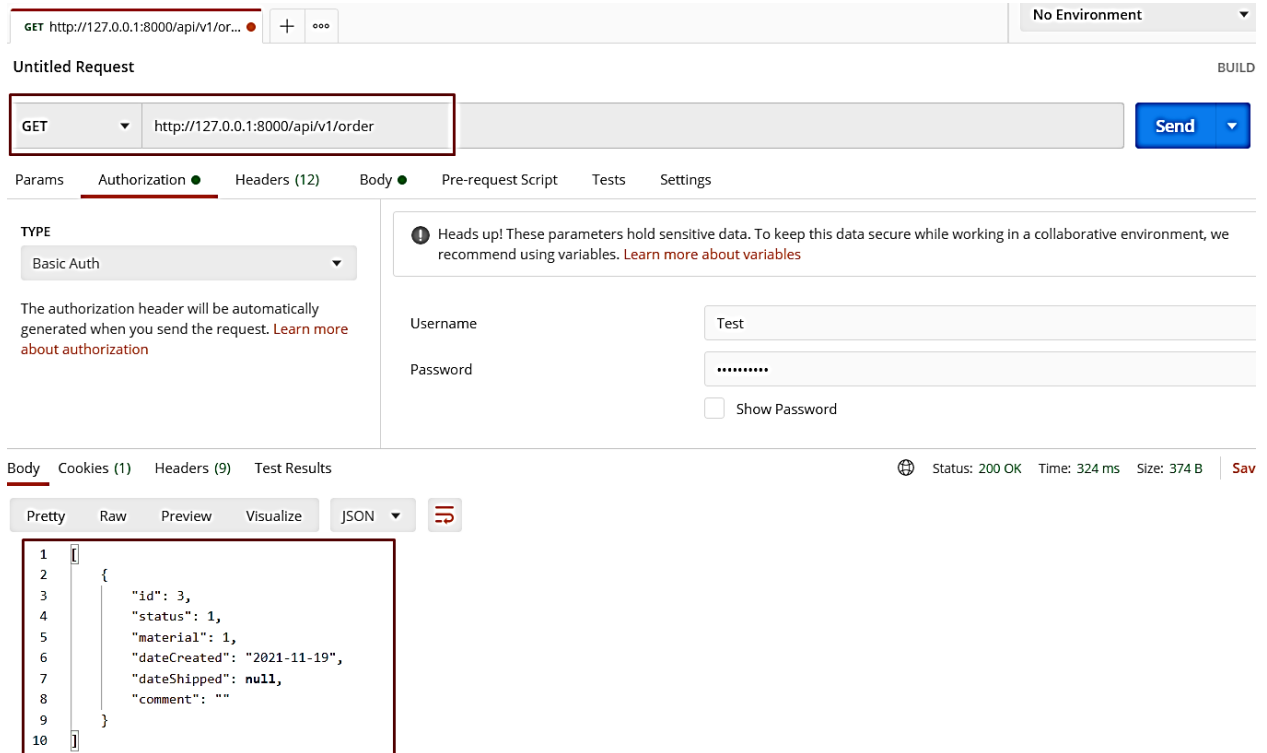 GET http://127.0.0.1:8000/api/v1/or... + ooo No Environment
Untitled Request BUILD
GET http://127.0.0.1:8000/api/v1/order Send
Params Authorization Headers (12) Body Pre-request Script Tests Settings
TYPE
Basic Auth
The authorization header will be automatically
generated when you send the request. Learn more
about authorization
Heads up! These parameters hold sensitive data. To keep this data secure while working in a collaborative environment, we
recommend using variables. Learn more about variables
Username Test
Password ••••••••••
Show Password
Body Cookies (1) Headers (9) Test Results Status: 200 OK Time: 324 ms Size: 374 B Sav
Pretty Raw Preview Visualize JSON
1 [
2 {
3 "id": 3,
4 "status": 1,
5 "material": 1,
6 "dateCreated": "2021-11-19",
7 "dateShipped": null,
8 "comment": ""
9 }
10 ]